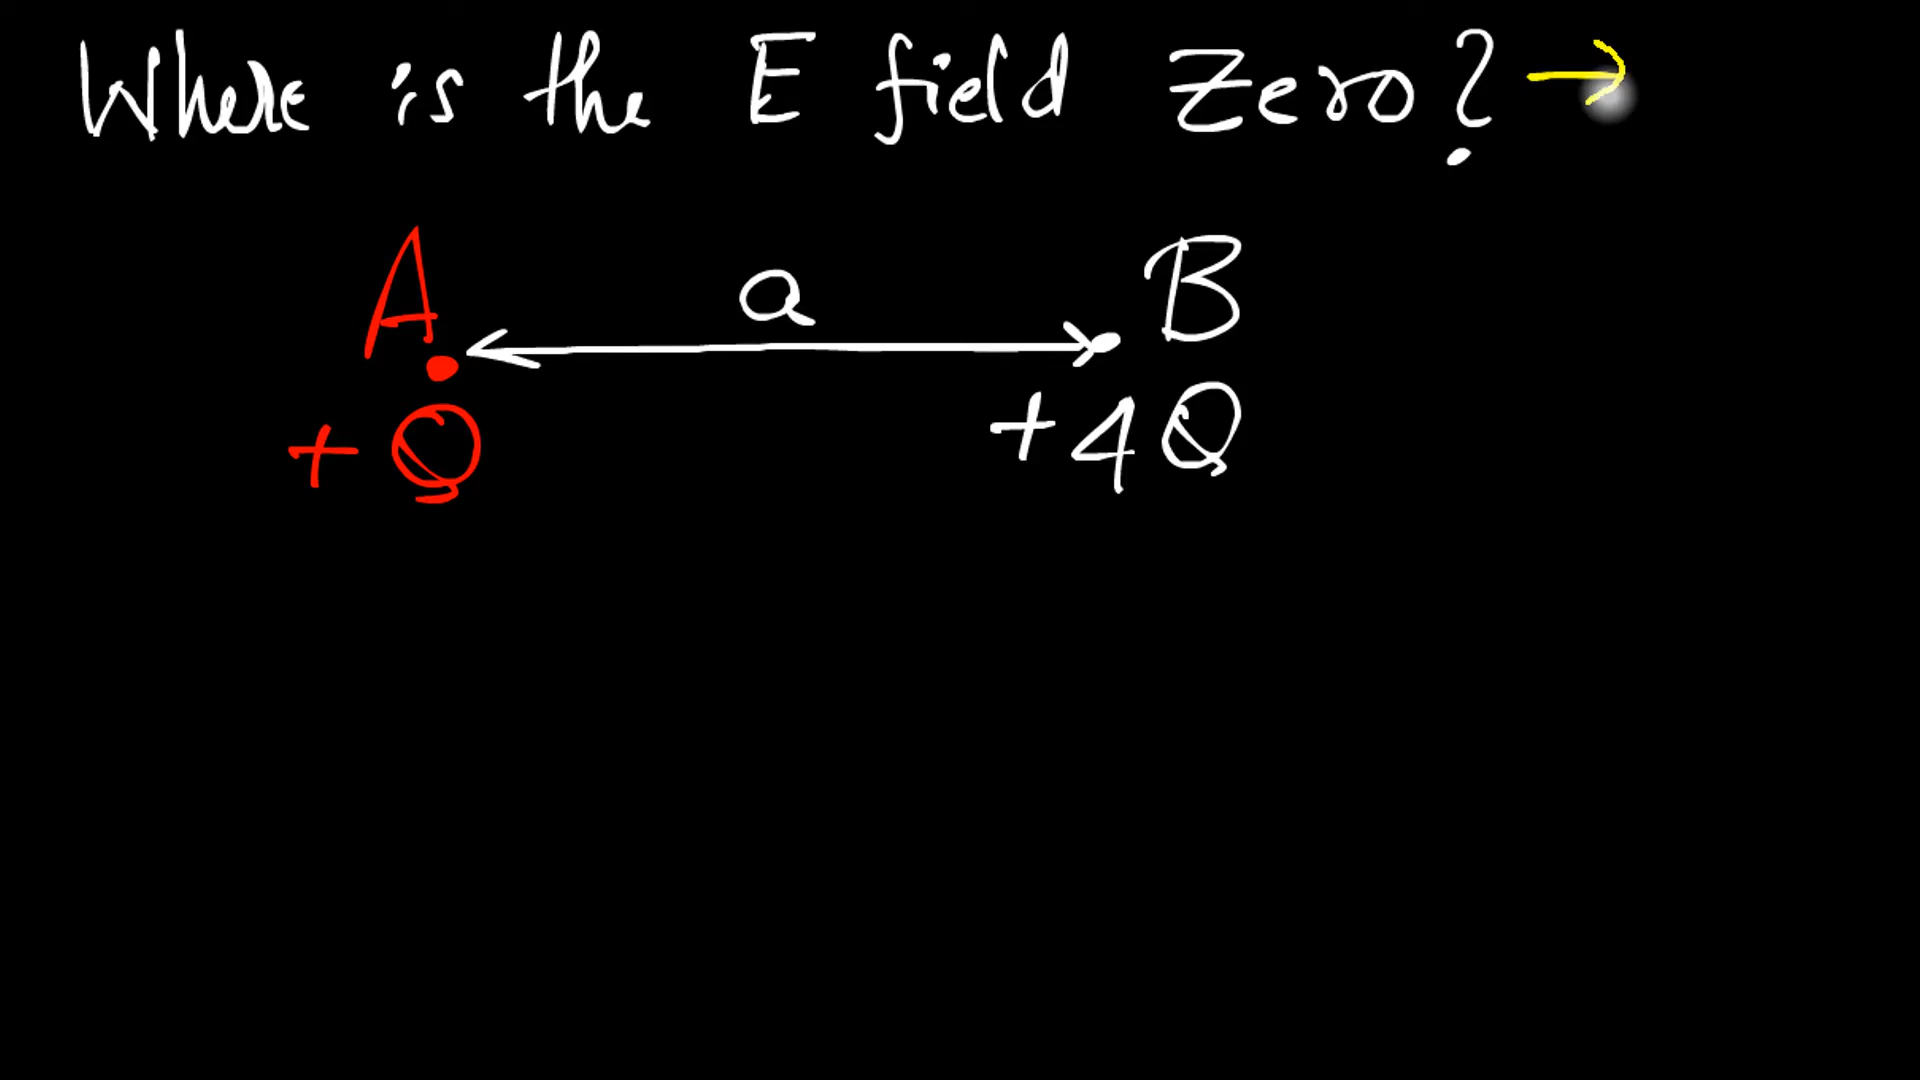 Where is the E field Zero? →
A a B
+Q +4Q